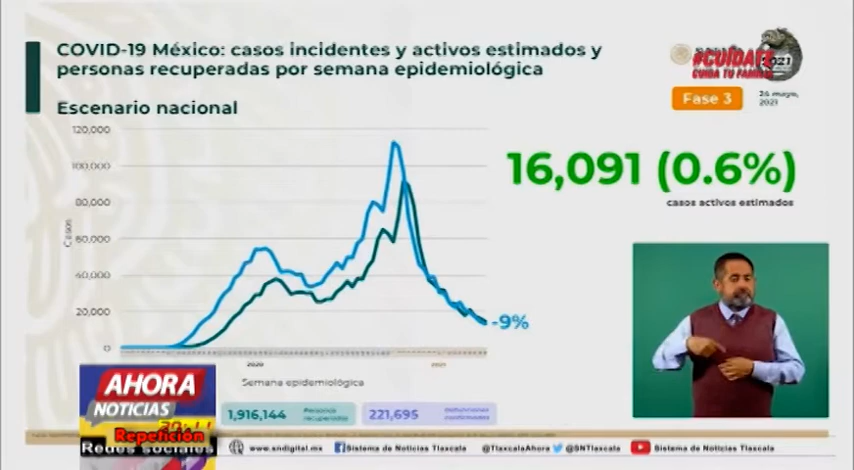 COVID-19 México: casos incidentes y activos estimados y
personas recuperadas por semana epidemiológica
Escenario nacional
#CUÍDATE
CUIDA TU FAMILIA
2021
Fase 3
24 mayo,
2021
120,000
100,000
80,000
60,000
40,000
20,000
0
Casos
16,091 (0.6%)
casos activos estimados
-9%
2020
2021
Semana epidemiológica
1,916,144
Personas
recuperadas
221,695
Defunciones
confirmadas
AHORA
NOTICIAS
Repetición
Redes sociales
www.sndigital.mx
Sistema de Noticias Tlaxcala
@TlaxcalaAhora
@SNTlaxcala
Sistema de Noticias Tlaxcala